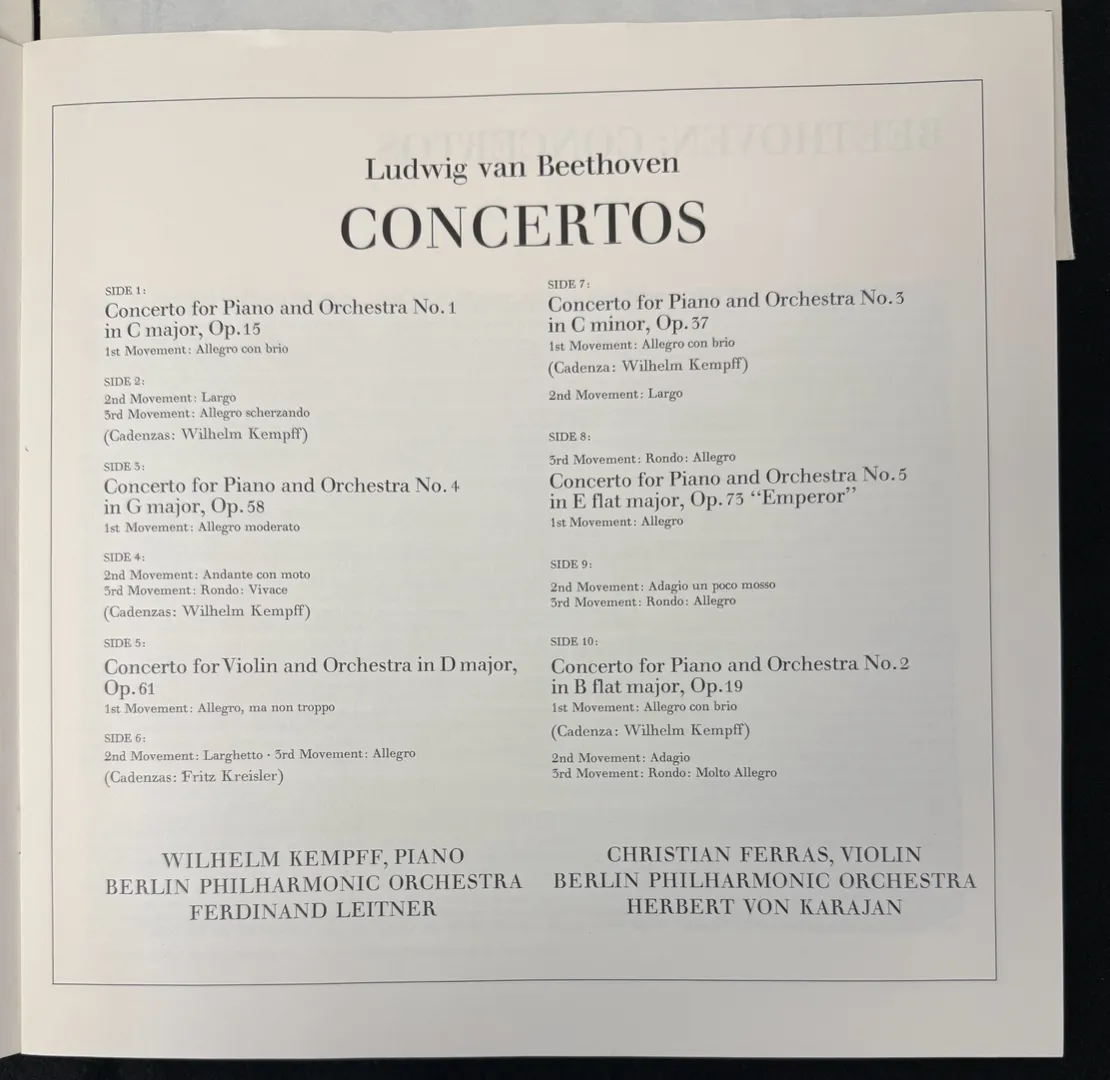 Ludwig van Beethoven
CONCERTOS
SIDE 1:
Concerto for Piano and Orchestra No. 1
in C major, Op. 15
1st Movement: Allegro con brio
SIDE 2:
2nd Movement: Largo
3rd Movement: Allegro scherzando
(Cadenzas: Wilhelm Kempff)
SIDE 3:
Concerto for Piano and Orchestra No. 4
in G major, Op. 58
1st Movement: Allegro moderato
SIDE 4:
2nd Movement: Andante con moto
3rd Movement: Rondo: Vivace
(Cadenzas: Wilhelm Kempff)
SIDE 5:
Concerto for Violin and Orchestra in D major,
Op. 61
1st Movement: Allegro, ma non troppo
SIDE 6:
2nd Movement: Larghetto · 3rd Movement: Allegro
(Cadenzas: Fritz Kreisler)
SIDE 7:
Concerto for Piano and Orchestra No. 3
in C minor, Op. 37
1st Movement: Allegro con brio
(Cadenza: Wilhelm Kempff)
2nd Movement: Largo
SIDE 8:
3rd Movement: Rondo: Allegro
Concerto for Piano and Orchestra No. 5
in E flat major, Op. 73 “Emperor”
1st Movement: Allegro
SIDE 9:
2nd Movement: Adagio un poco mosso
3rd Movement: Rondo: Allegro
SIDE 10:
Concerto for Piano and Orchestra No. 2
in B flat major, Op. 19
1st Movement: Allegro con brio
(Cadenza: Wilhelm Kempff)
2nd Movement: Adagio
3rd Movement: Rondo: Molto Allegro
WILHELM KEMPFF, PIANO
BERLIN PHILHARMONIC ORCHESTRA
FERDINAND LEITNER
CHRISTIAN FERRAS, VIOLIN
BERLIN PHILHARMONIC ORCHESTRA
HERBERT VON KARAJAN
BEETHOVEN: CONCERTOS